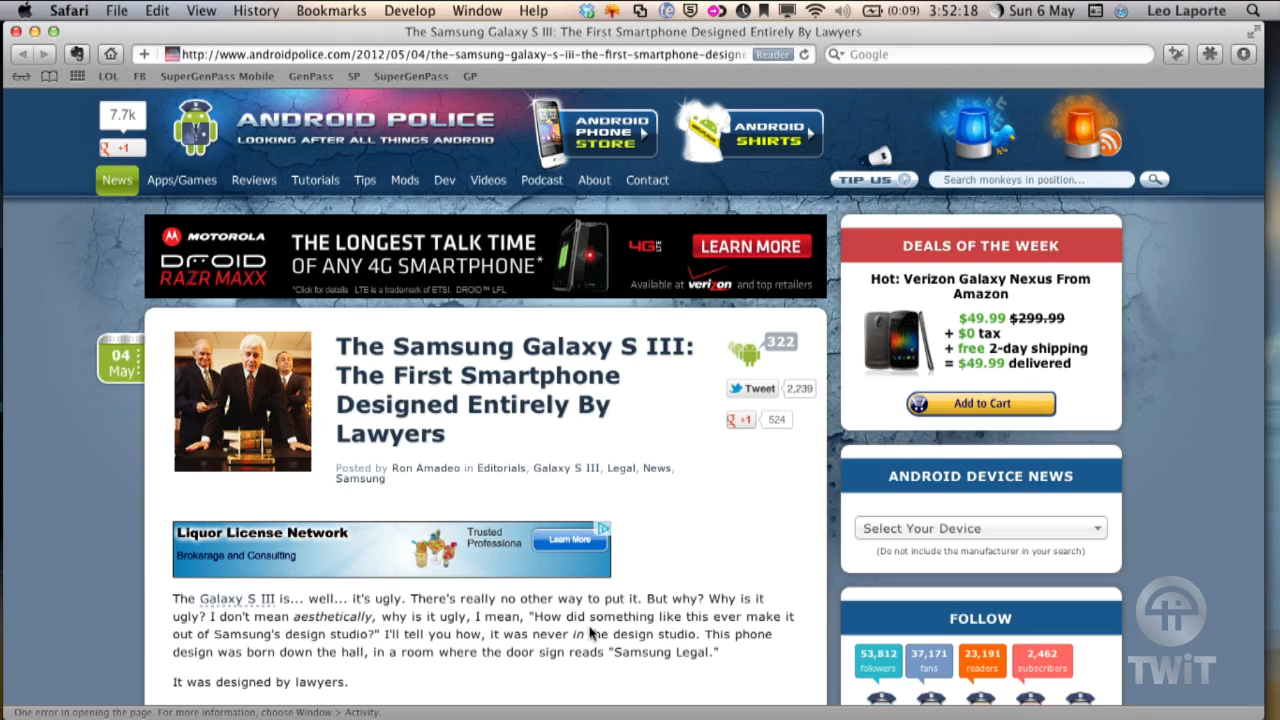 Safari File Edit View History Bookmarks Develop Window Help (0:09) 3:52:18 Sun 6 May Leo Laporte
The Samsung Galaxy S III: The First Smartphone Designed Entirely By Lawyers
http://www.androidpolice.com/2012/05/04/the-samsung-galaxy-s-iii-the-first-smartphone-designe Reader Google
LOL FB SuperGenPass Mobile GenPass SP SuperGenPass GP
7.7k
+1
ANDROID POLICE
LOOKING AFTER ALL THINGS ANDROID
ANDROID
PHONE
STORE
ANDROID
SHIRTS
News Apps/Games Reviews Tutorials Tips Mods Dev Videos Podcast About Contact
TIP US Search monkeys in position...
MOTOROLA
DROID
RAZR MAXX
THE LONGEST TALK TIME
OF ANY 4G SMARTPHONE*
*Click for details LTE is a trademark of ETSI. DROID™ LFL
4G LTE
LEARN MORE
Available at verizon and top retailers
DEALS OF THE WEEK
Hot: Verizon Galaxy Nexus From
Amazon
$49.99 $299.99
+ $0 tax
+ free 2-day shipping
= $49.99 delivered
Add to Cart
04
May
The Samsung Galaxy S III:
The First Smartphone
Designed Entirely By
Lawyers
322
Tweet 2,239
+1 524
Posted by Ron Amadeo in Editorials, Galaxy S III, Legal, News,
Samsung
ANDROID DEVICE NEWS
Select Your Device
(Do not include the manufacturer in your search)
Liquor License Network
Brokerage and Consulting
Trusted
Professiona
Learn More
The Galaxy S III is... well... it's ugly. There's really no other way to put it. But why? Why is it
ugly? I don't mean aesthetically, why is it ugly, I mean, "How did something like this ever make it
out of Samsung's design studio?" I'll tell you how, it was never in the design studio. This phone
design was born down the hall, in a room where the door sign reads "Samsung Legal."
It was designed by lawyers.
FOLLOW
53,812
followers
37,171
fans
23,191
readers
2,462
subscribers
TWiT
One error in opening the page. For more information, choose Window > Activity.